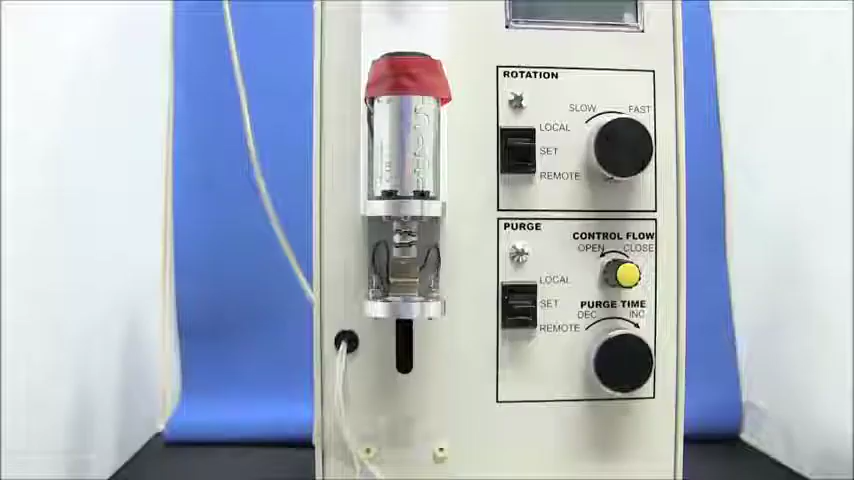 ROTATION
SLOW FAST
LOCAL
SET
REMOTE
PURGE
CONTROL FLOW
OPEN CLOSE
LOCAL
SET
REMOTE
PURGE TIME
DEC INC